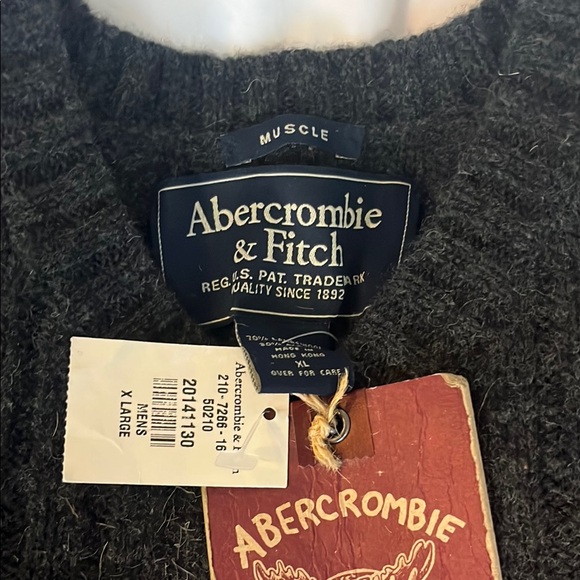 MUSCLE
Abercrombie
& Fitch
REG. U.S. PAT. TRADEMARK
QUALITY SINCE 1892
70%
MADE IN
HONG KONG
XL
OVER FOR CARE
Abercrombie &
210-7266-16
50210
20141130
MENS
X LARGE
ABERCROMBIE